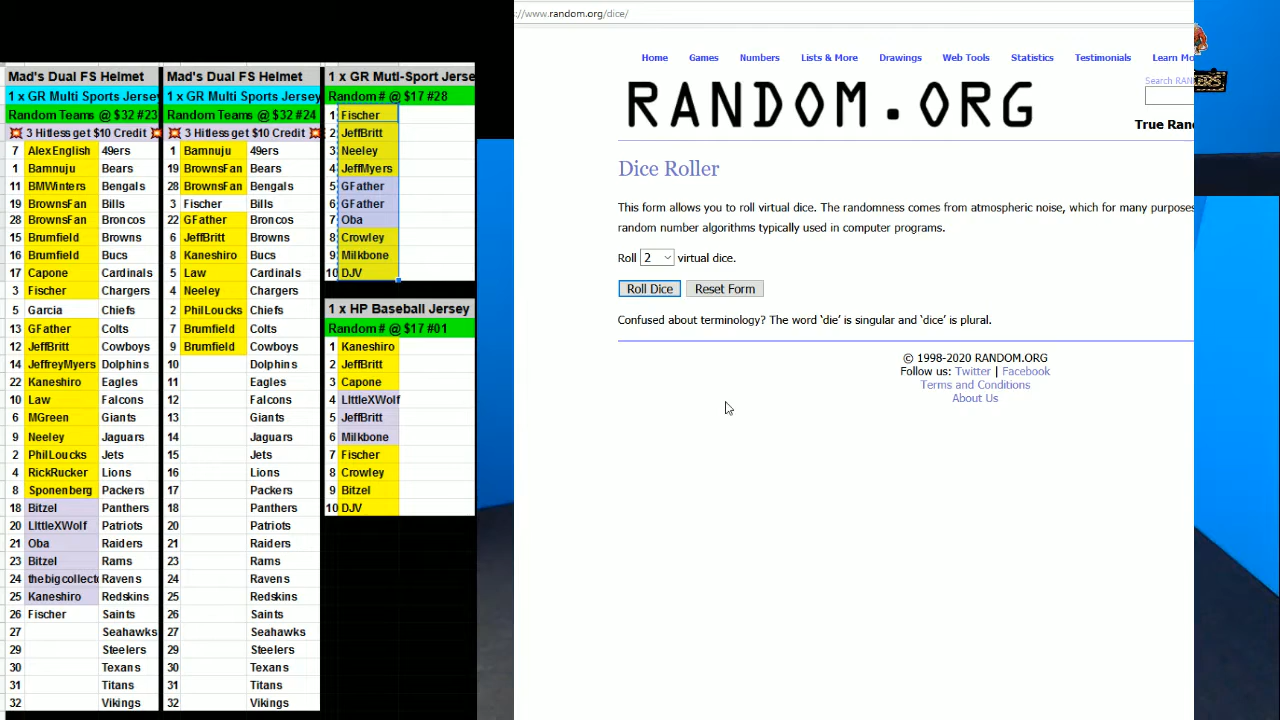 Mad's Dual FS Helmet
1 x GR Multi Sports Jersey
Random Teams @ $32 #23
3 Hitless get $10 Credit
7 AlexEnglish 49ers
1 Bamnuju Bears
11 BMWinters Bengals
19 BrownsFan Bills
28 BrownsFan Broncos
15 Brumfield Browns
16 Brumfield Bucs
17 Capone Cardinals
3 Fischer Chargers
5 Garcia Chiefs
13 GFather Colts
12 JeffBritt Cowboys
14 JeffreyMyers Dolphins
22 Kaneshiro Eagles
10 Law Falcons
6 MGreen Giants
9 Neeley Jaguars
2 PhilLoucks Jets
4 RickRucker Lions
8 Sponenberg Packers
18 Bitzel Panthers
20 LIttleXWolf Patriots
21 Oba Raiders
23 Bitzel Rams
24 thebigcollect Ravens
25 Kaneshiro Redskins
26 Fischer Saints
27 Seahawks
29 Steelers
30 Texans
31 Titans
32 Vikings
Mad's Dual FS Helmet
1 x GR Multi Sports Jersey
Random Teams @ $32 #24
3 Hitless get $10 Credit
1 Bamnuju 49ers
19 BrownsFan Bears
28 BrownsFan Bengals
3 Fischer Bills
22 GFather Broncos
6 JeffBritt Browns
8 Kaneshiro Bucs
5 Law Cardinals
4 Neeley Chargers
2 PhilLoucks Chiefs
7 Brumfield Colts
9 Brumfield Cowboys
10 Dolphins
11 Eagles
12 Falcons
13 Giants
14 Jaguars
15 Jets
16 Lions
17 Packers
18 Panthers
20 Patriots
21 Raiders
23 Rams
24 Ravens
25 Redskins
26 Saints
27 Seahawks
29 Steelers
30 Texans
31 Titans
32 Vikings
1 x GR Mutl-Sport Jerse
Random # @ $17 #28
1 Fischer
2 JeffBritt
3 Neeley
4 JeffMyers
5 GFather
6 GFather
7 Oba
8 Crowley
9 Milkbone
10 DJV
1 x HP Baseball Jersey
Random # @ $17 #01
1 Kaneshiro
2 JeffBritt
3 Capone
4 LIttleXWolf
5 JeffBritt
6 Milkbone
7 Fischer
8 Crowley
9 Bitzel
10 DJV
://www.random.org/dice/
Home Games Numbers Lists & More Drawings Web Tools Statistics Testimonials Learn Mo
Search RAN
RANDOM.ORG
True Ran
Dice Roller
This form allows you to roll virtual dice. The randomness comes from atmospheric noise, which for many purposes
random number algorithms typically used in computer programs.
Roll 2 virtual dice.
Roll Dice Reset Form
Confused about terminology? The word 'die' is singular and 'dice' is plural.
© 1998-2020 RANDOM.ORG
Follow us: Twitter | Facebook
Terms and Conditions
About Us